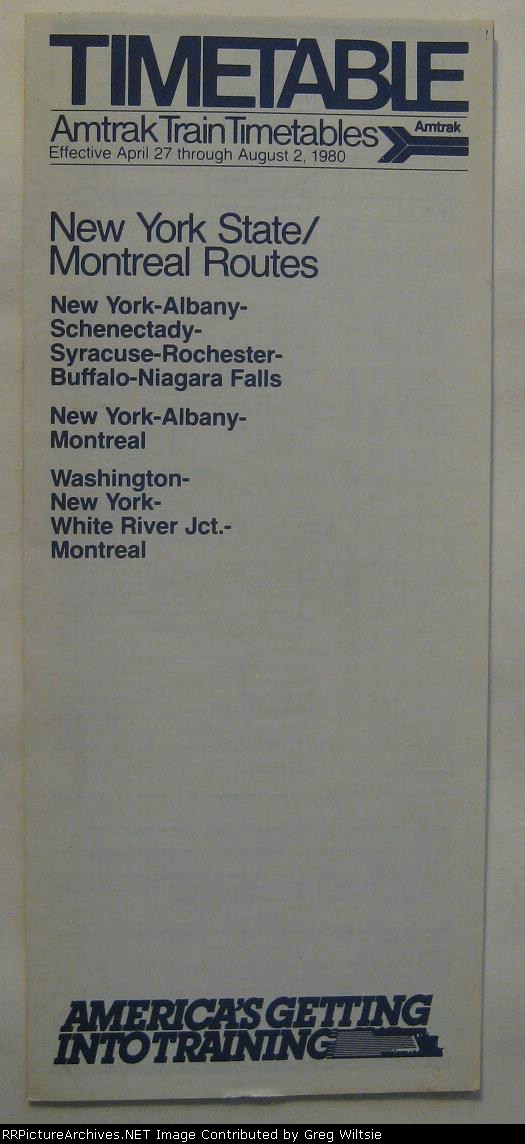 TIMETABLE
Amtrak Train Timetables
Amtrak
Effective April 27 through August 2, 1980
New York State/
Montreal Routes
New York-Albany-
Schenectady-
Syracuse-Rochester-
Buffalo-Niagara Falls
New York-Albany-
Montreal
Washington-
New York-
White River Jct.-
Montreal
AMERICA'S GETTING
INTO TRAINING
RRPictureArchives.NET Image Contributed by Greg Wiltsie